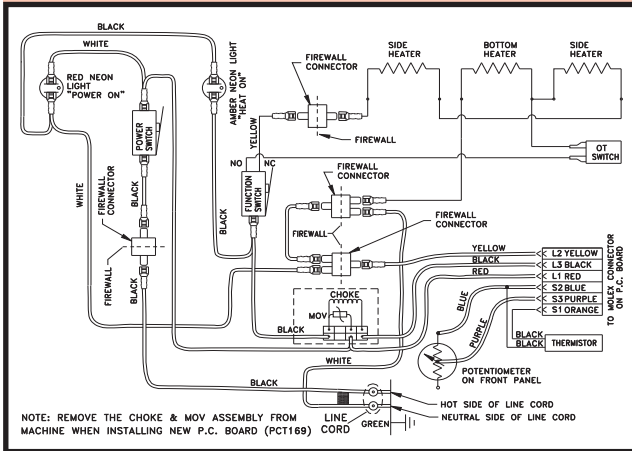 BLACK
WHITE
RED NEON
LIGHT
"POWER ON"
AMBER NEON LIGHT
"HEAT ON"
POWER
SWITCH
FIREWALL
CONNECTOR
FIREWALL
SIDE
HEATER
BOTTOM
HEATER
SIDE
HEATER
OT
SWITCH
YELLOW
NO
NC
FUNCTION
SWITCH
BLACK
FIREWALL
CONNECTOR
FIREWALL
WHITE
BLACK
FIREWALL
CONNECTOR
FIREWALL
FIREWALL
CONNECTOR
YELLOW
BLACK
RED
L2 YELLOW
L3 BLACK
L1 RED
S2 BLUE
S3 PURPLE
S1 ORANGE
TO MOLEX CONNECTOR
ON P.C. BOARD
CHOKE
MOV
BLACK
BLUE
PURPLE
BLACK
BLACK
THERMISTOR
POTENTIOMETER
ON FRONT PANEL
WHITE
BLACK
HOT SIDE OF LINE CORD
NEUTRAL SIDE OF LINE CORD
LINE
CORD
GREEN
NOTE: REMOVE THE CHOKE & MOV ASSEMBLY FROM
MACHINE WHEN INSTALLING NEW P.C. BOARD (PCT169)